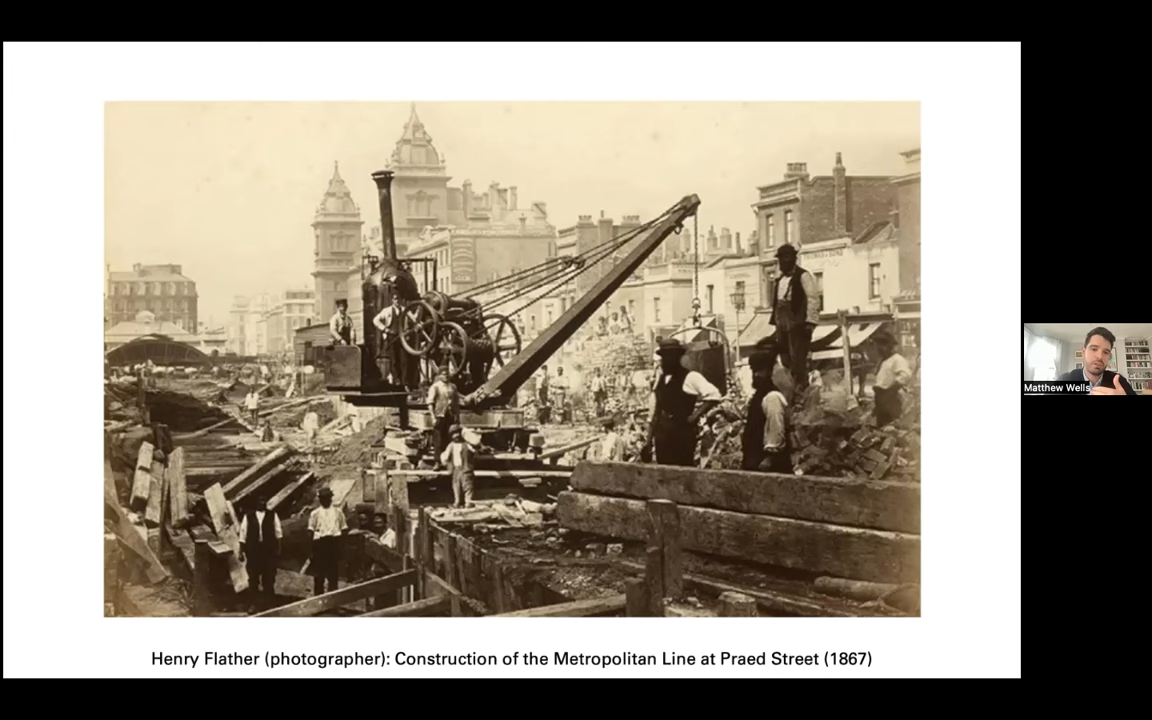 Henry Flather (photographer): Construction of the Metropolitan Line at Praed Street (1867)
Matthew Wells